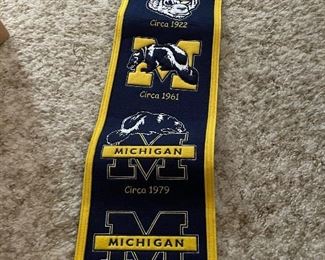 Circa 1922
M
Circa 1961
M
MICHIGAN
Circa 1979
M
MICHIGAN